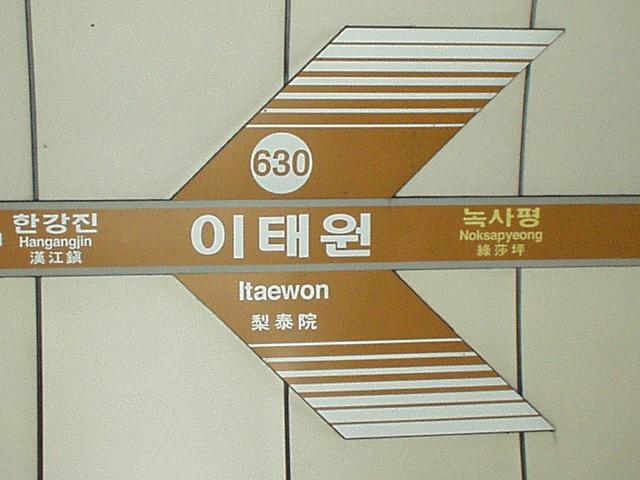 630
한강진
Hangangjin
漢江鎭
이태원
Itaewon
梨泰院
녹사평
Noksapyeong
綠莎坪